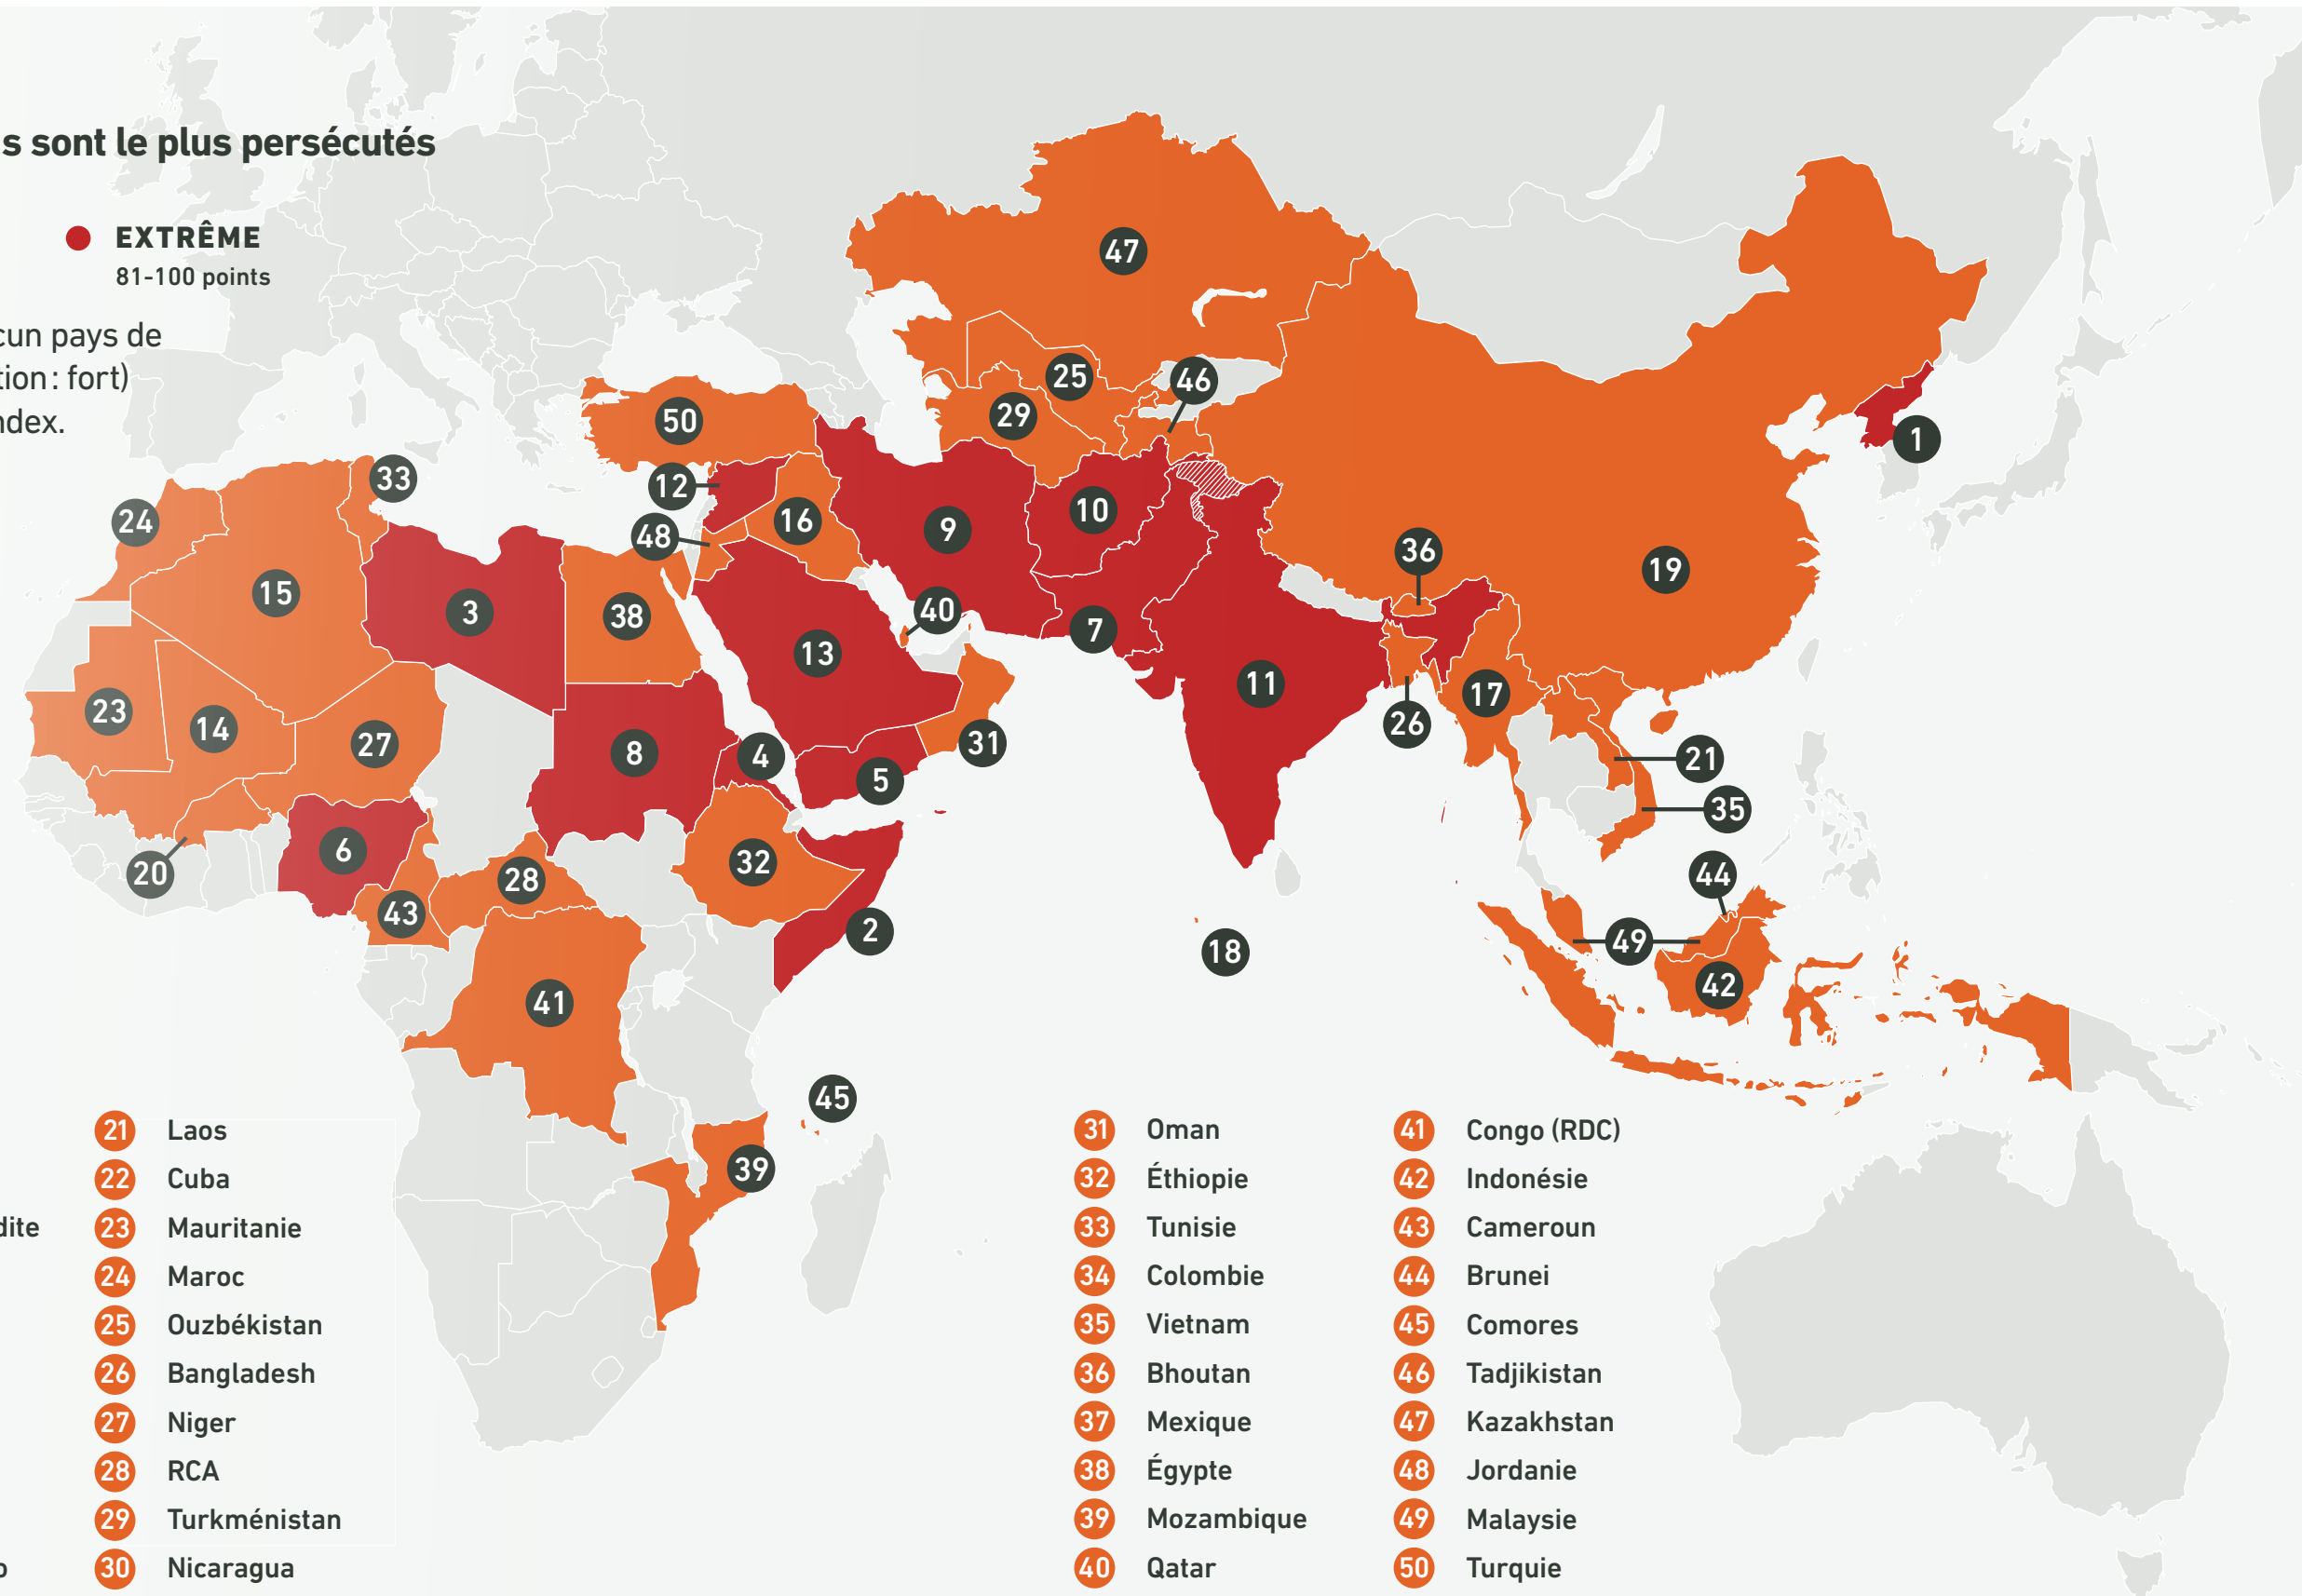 s sont le plus persécutés
EXTRÊME
81-100 points
cun pays de
tion : fort)
ndex.
47
25
46
29
50
1
33
12
24
16
10
9
48
36
19
15
3
38
40
7
13
11
17
23
14
27
8
4
31
26
21
5
35
6
20
32
28
44
43
2
18
49
42
41
45
39
21 Laos
22 Cuba
dite
23 Mauritanie
24 Maroc
25 Ouzbékistan
26 Bangladesh
27 Niger
28 RCA
29 Turkménistan
o
30 Nicaragua
31 Oman
32 Éthiopie
33 Tunisie
34 Colombie
35 Vietnam
36 Bhoutan
37 Mexique
38 Égypte
39 Mozambique
40 Qatar
41 Congo (RDC)
42 Indonésie
43 Cameroun
44 Brunei
45 Comores
46 Tadjikistan
47 Kazakhstan
48 Jordanie
49 Malaysie
50 Turquie